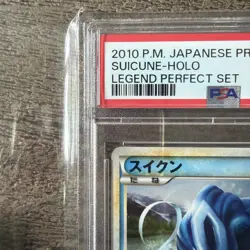 2010 P.M. JAPANESE PR
SUICUNE-HOLO
LEGEND PERFECT SET
PSA
スイクン